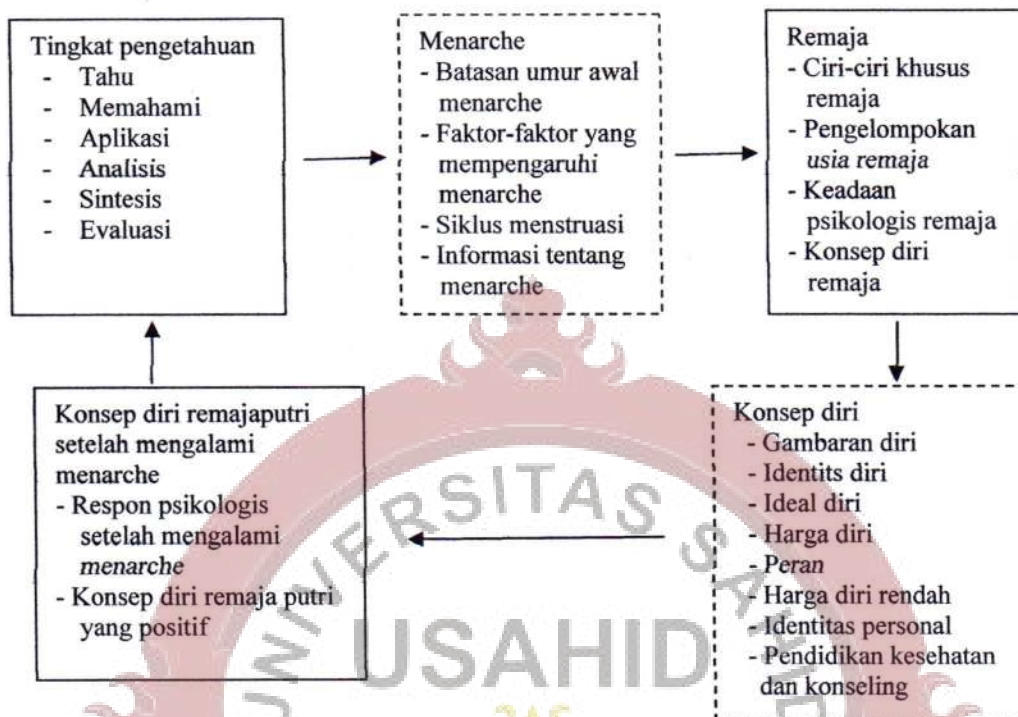 Tingkat pengetahuan
- Tahu
- Memahami
- Aplikasi
- Analisis
- Sintesis
- Evaluasi
Menarche
- Batasan umur awal
menarche
- Faktor-faktor yang
mempengaruhi
menarche
- Siklus menstruasi
- Informasi tentang
menarche
Remaja
- Ciri-ciri khusus
remaja
- Pengelompokan
usia remaja
- Keadaan
psikologis remaja
- Konsep diri
remaja
Konsep diri
- Gambaran diri
- Identits diri
- Ideal diri
- Harga diri
- Peran
- Harga diri rendah
- Identitas personal
- Pendidikan kesehatan
dan konseling
Konsep diri remajaputri
setelah mengalami
menarche
- Respon psikologis
setelah mengalami
menarche
- Konsep diri remaja putri
yang positif
UNIVERSITAS
USAHID